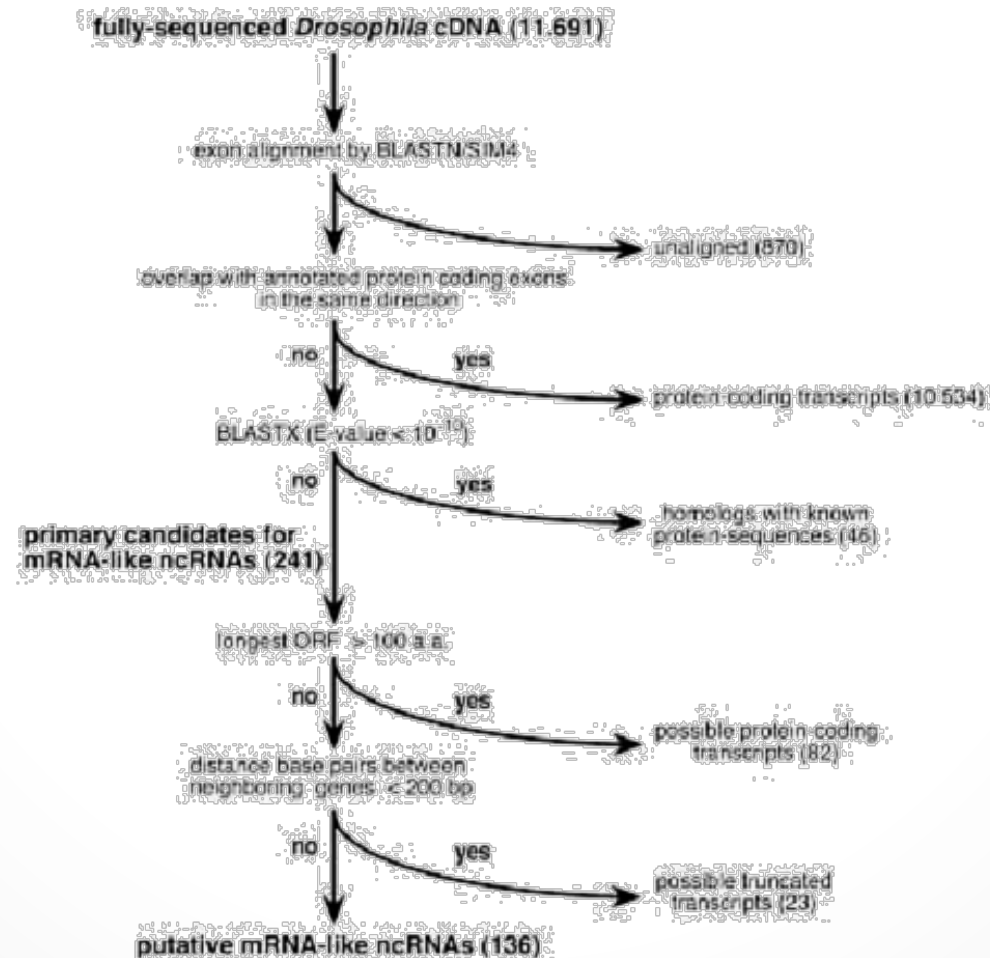 fully-sequenced Drosophila cDNA (11.691)
exon alignment by BLASTN/SIM4
unaligned (870)
overlap with annotated protein coding exons
in the same direction
no
yes
protein-coding transcripts (10.534)
BLASTX (E-value < 10⁻¹⁰)
no
yes
homologs with known
protein-sequences (46)
primary candidates for
mRNA-like ncRNAs (241)
longest ORF > 100 a.a.
no
yes
possible protein coding
transcripts (82)
distance base pairs between
neighboring genes < 200 bp
no
yes
possible truncated
transcripts (23)
putative mRNA-like ncRNAs (136)